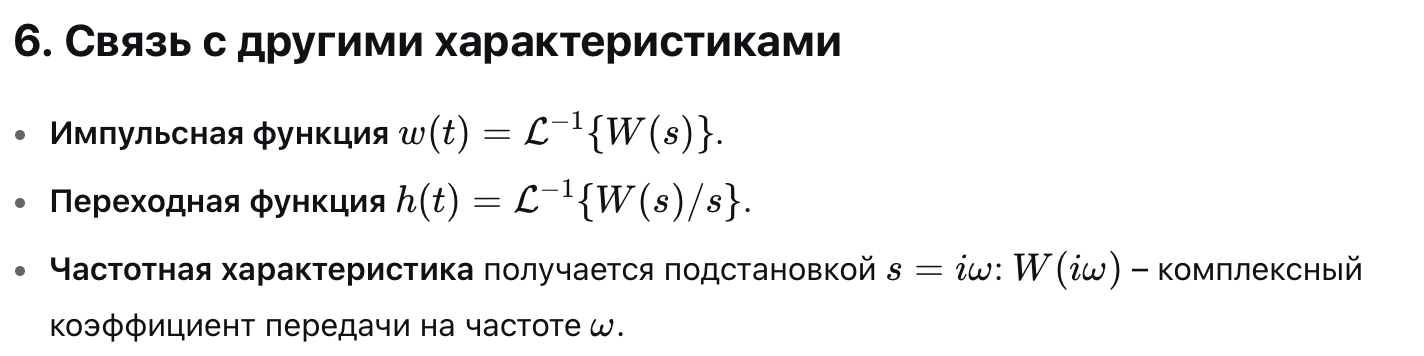 6. Связь с другими характеристиками
• Импульсная функция w(t) = ℒ⁻¹{W(s)}.
• Переходная функция h(t) = ℒ⁻¹{W(s)/s}.
• Частотная характеристика получается подстановкой s = iω: W(iω) – комплексный
коэффициент передачи на частоте ω.